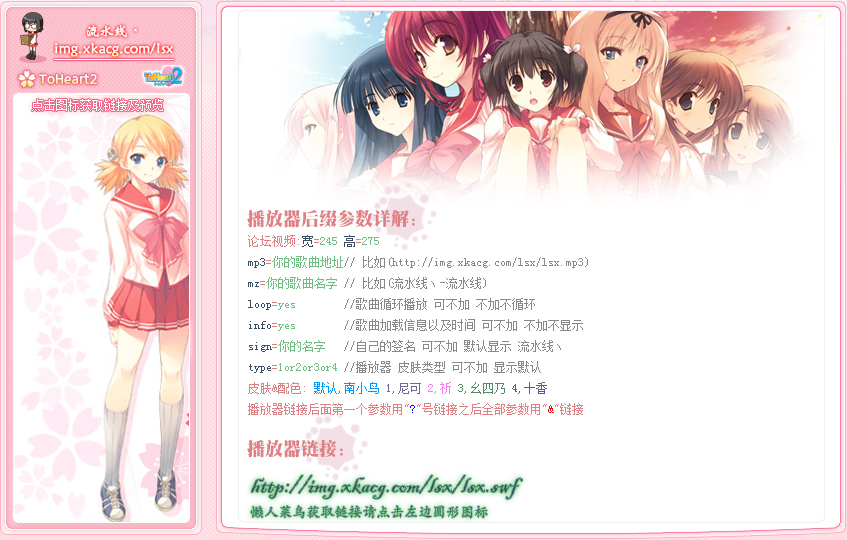 流水线丶
img.xkacg.com/lsx
ToHeart2
ToHeart2
点击图标获取链接及预览
播放器后缀参数详解:
论坛视频:宽=245 高=275
mp3=你的歌曲地址// 比如(http://img.xkacg.com/lsx/lsx.mp3)
mz=你的歌曲名字 // 比如(流水线丶-流水线)
loop=yes //歌曲循环播放 可不加 不加不循环
info=yes //歌曲加载信息以及时间 可不加 不加不显示
sign=你的名字 //自己的签名 可不加 默认显示 流水线丶
type=1or2or3or4 //播放器 皮肤类型 可不加 显示默认
皮肤&配色: 默认,南小鸟 1,尼可 2,祈 3,幺四乃 4,十香
播放器链接后面第一个参数用"?"号链接之后全部参数用"&"链接
播放器链接:
http://img.xkacg.com/lsx/lsx.swf
懒人菜鸟获取链接请点击左边圆形图标